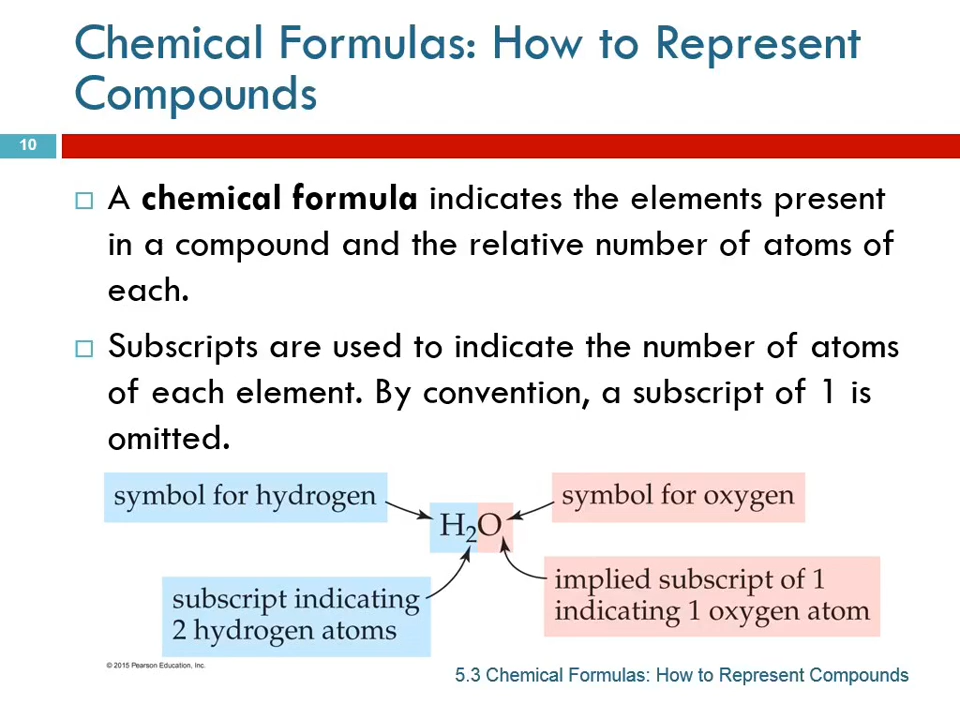 Chemical Formulas: How to Represent
Compounds
10
A chemical formula indicates the elements present
in a compound and the relative number of atoms of
each.
Subscripts are used to indicate the number of atoms
of each element. By convention, a subscript of 1 is
omitted.
symbol for hydrogen
symbol for oxygen
H₂O
subscript indicating
2 hydrogen atoms
implied subscript of 1
indicating 1 oxygen atom
© 2015 Pearson Education, Inc.
5.3 Chemical Formulas: How to Represent Compounds